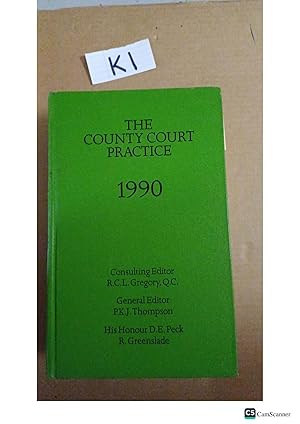 K1
THE
COUNTY COURT
PRACTICE
1990
Consulting Editor
R.C.L. Gregory, Q.C.
General Editor
P.K.J. Thompson
His Honour D.E. Peck
R. Greenslade
CS CamScanner